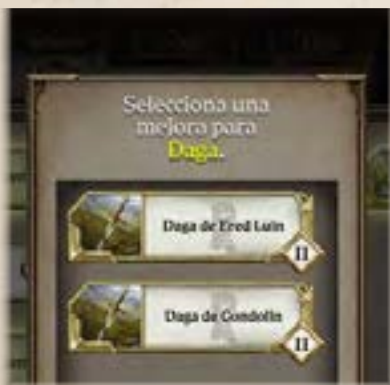 Selecciona una
mejora para
Daga.
Daga de Ered Luin
II
Daga de Gondolin
II